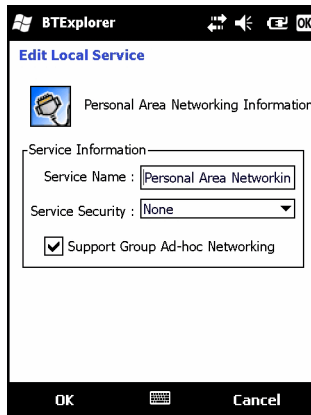 BTExplorer OK
Edit Local Service
Personal Area Networking Information
Service Information
Service Name : Personal Area Networkin
Service Security : None
Support Group Ad-hoc Networking
OK Cancel